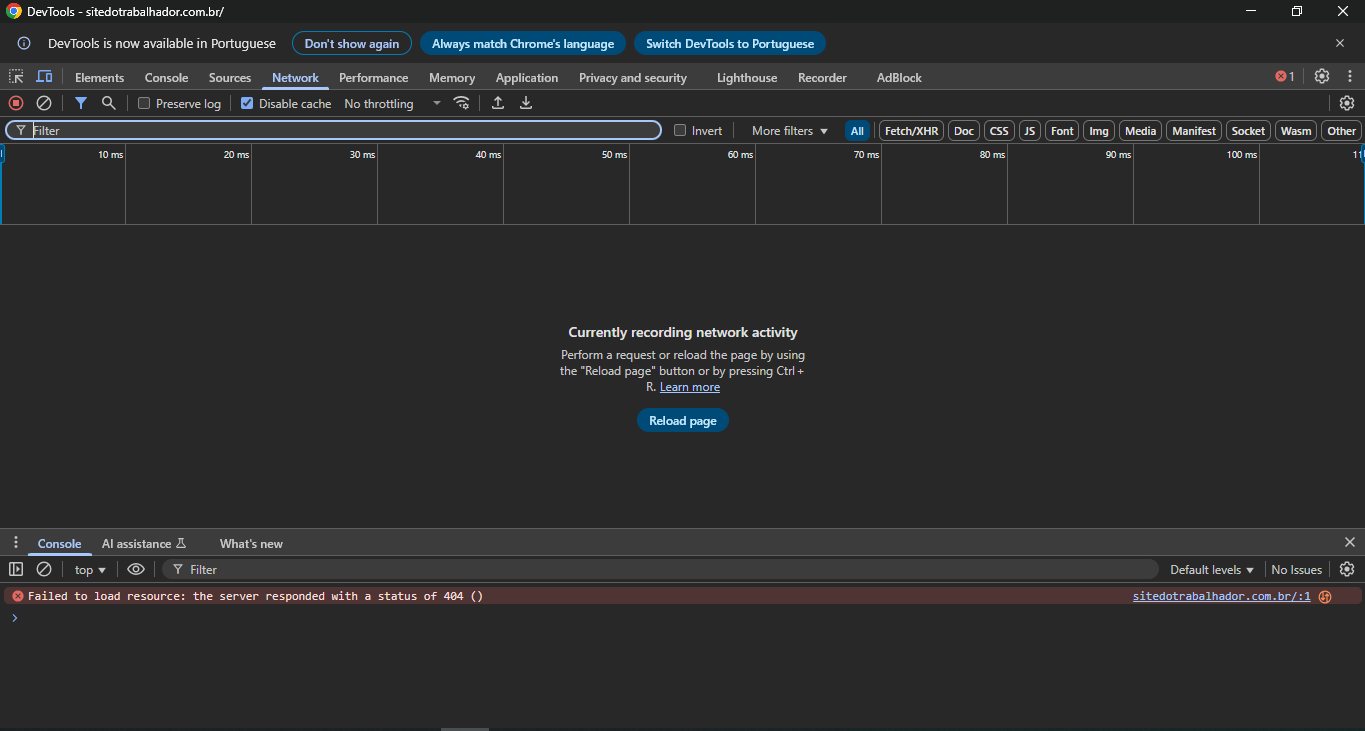 DevTools - sitedotrabalhador.com.br/
DevTools is now available in Portuguese Don't show again Always match Chrome's language Switch DevTools to Portuguese
Elements Console Sources Network Performance Memory Application Privacy and security Lighthouse Recorder AdBlock 1
Preserve log Disable cache No throttling
Filter Invert More filters All Fetch/XHR Doc CSS JS Font Img Media Manifest Socket Wasm Other
10 ms 20 ms 30 ms 40 ms 50 ms 60 ms 70 ms 80 ms 90 ms 100 ms
Currently recording network activity
Perform a request or reload the page by using
the "Reload page" button or by pressing Ctrl +
R. Learn more
Reload page
Console AI assistance What's new
top Filter Default levels No Issues
Failed to load resource: the server responded with a status of 404 () sitedotrabalhador.com.br/:1